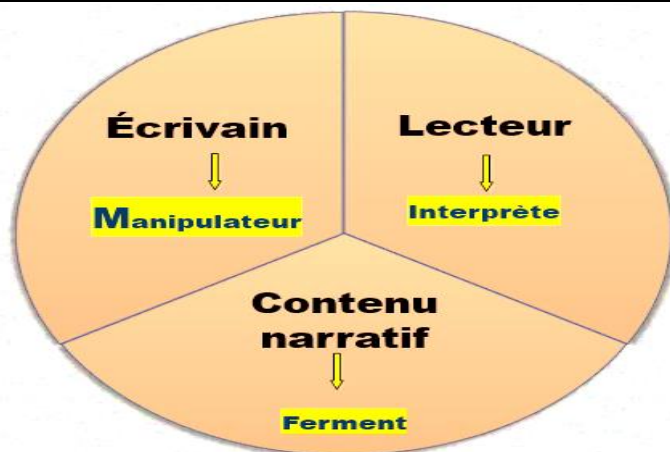 Écrivain
Manipulateur
Lecteur
Interprète
Contenu
narratif
Ferment